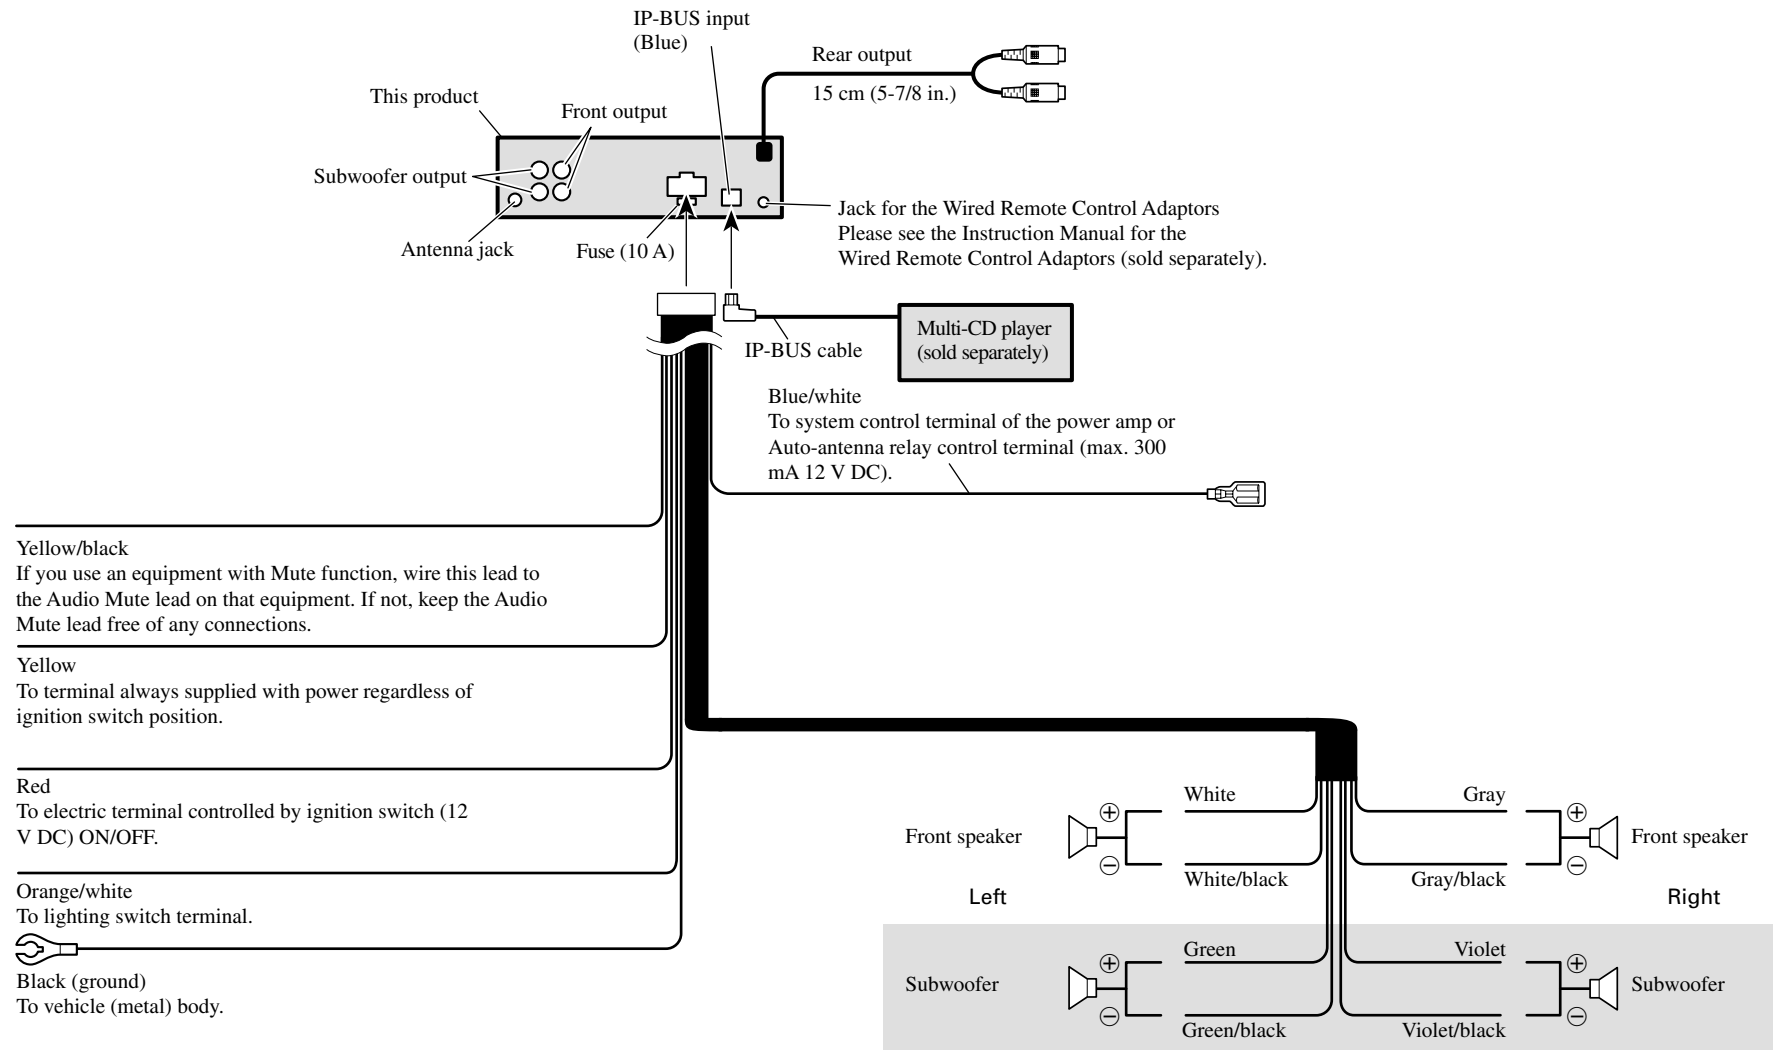 IP-BUS input
(Blue)
Rear output
15 cm (5-7/8 in.)
This product
Front output
Subwoofer output
Antenna jack
Fuse (10 A)
Jack for the Wired Remote Control Adaptors
Please see the Instruction Manual for the
Wired Remote Control Adaptors (sold separately).
Multi-CD player
(sold separately)
IP-BUS cable
Blue/white
To system control terminal of the power amp or
Auto-antenna relay control terminal (max. 300
mA 12 V DC).
Yellow/black
If you use an equipment with Mute function, wire this lead to
the Audio Mute lead on that equipment. If not, keep the Audio
Mute lead free of any connections.
Yellow
To terminal always supplied with power regardless of
ignition switch position.
Red
To electric terminal controlled by ignition switch (12
V DC) ON/OFF.
Orange/white
To lighting switch terminal.
Black (ground)
To vehicle (metal) body.
White
Gray
⊕
⊕
Front speaker
Front speaker
⊖
⊖
White/black
Gray/black
Left
Right
Green
Violet
⊕
⊕
Subwoofer
Subwoofer
⊖
⊖
Green/black
Violet/black